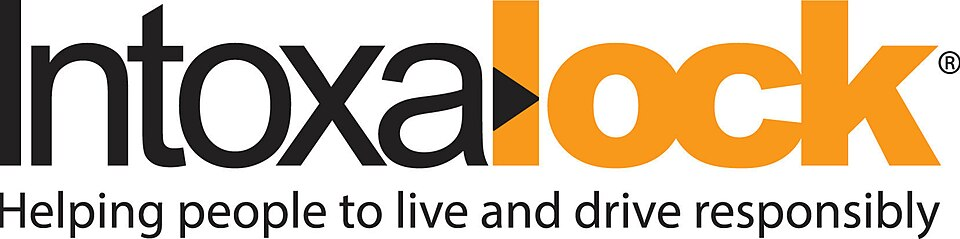 Intoxalock®
Helping people to live and drive responsibly